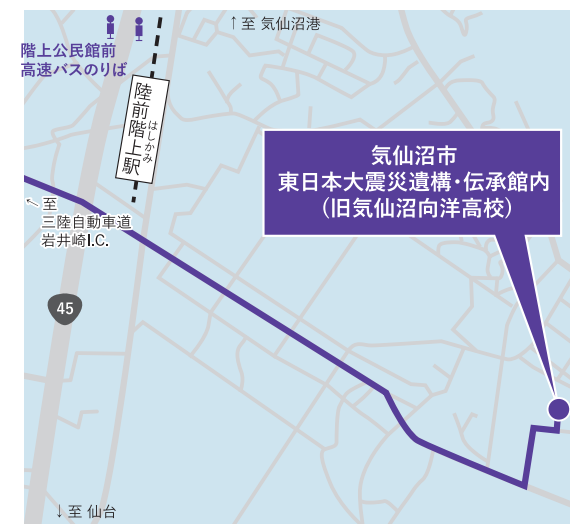 ↑至 気仙沼港
階上公民館前
高速バスのりば
陸前階上駅
はしかみ
気仙沼市
東日本大震災遺構・伝承館内
(旧気仙沼向洋高校)
←至
三陸自動車道
岩井崎I.C.
45
↓至 仙台